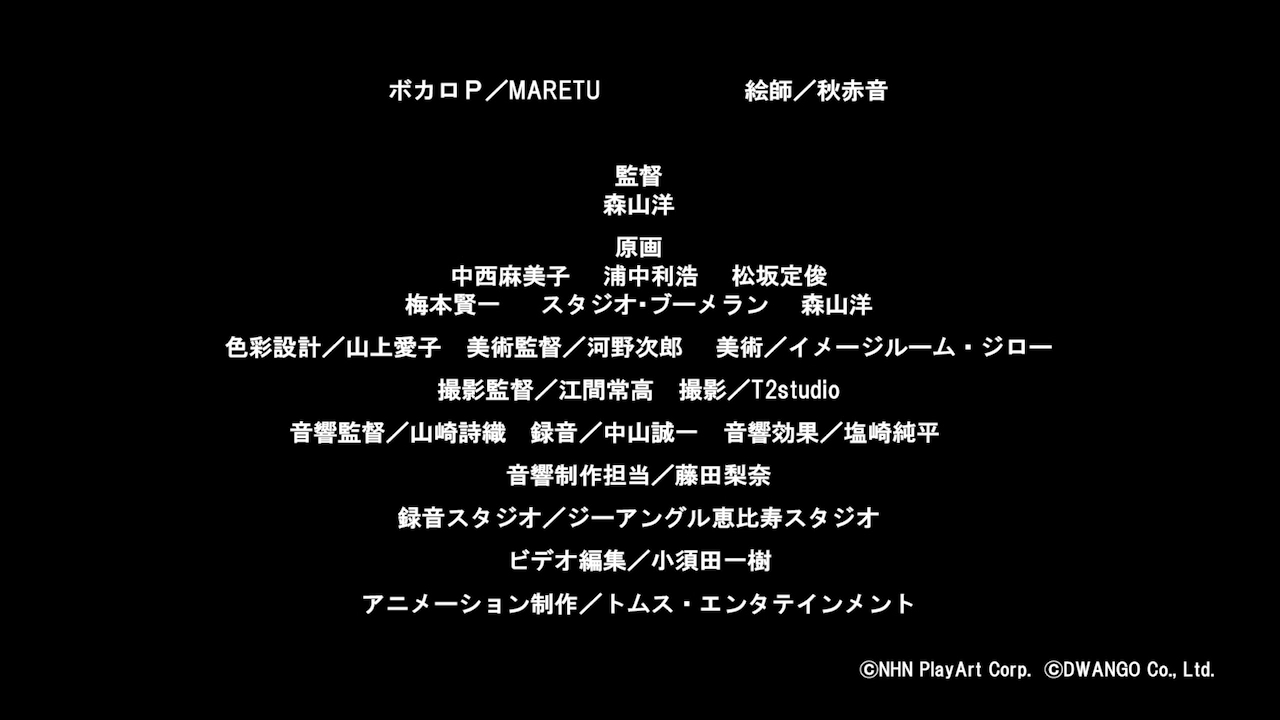 ボカロＰ／MARETU　絵師／秋赤音
監督
森山洋
原画
中西麻美子　浦中利浩　松坂定俊
梅本賢一　スタジオ・ブーメラン　森山洋
色彩設計／山上愛子　美術監督／河野次郎　美術／イメージルーム・ジロー
撮影監督／江間常高　撮影／T2studio
音響監督／山崎詩織　録音／中山誠一　音響効果／塩崎純平
音響制作担当／藤田梨奈
録音スタジオ／ジーアングル恵比寿スタジオ
ビデオ編集／小須田一樹
アニメーション制作／トムス・エンタテインメント
©NHN PlayArt Corp. ©DWANGO Co., Ltd.